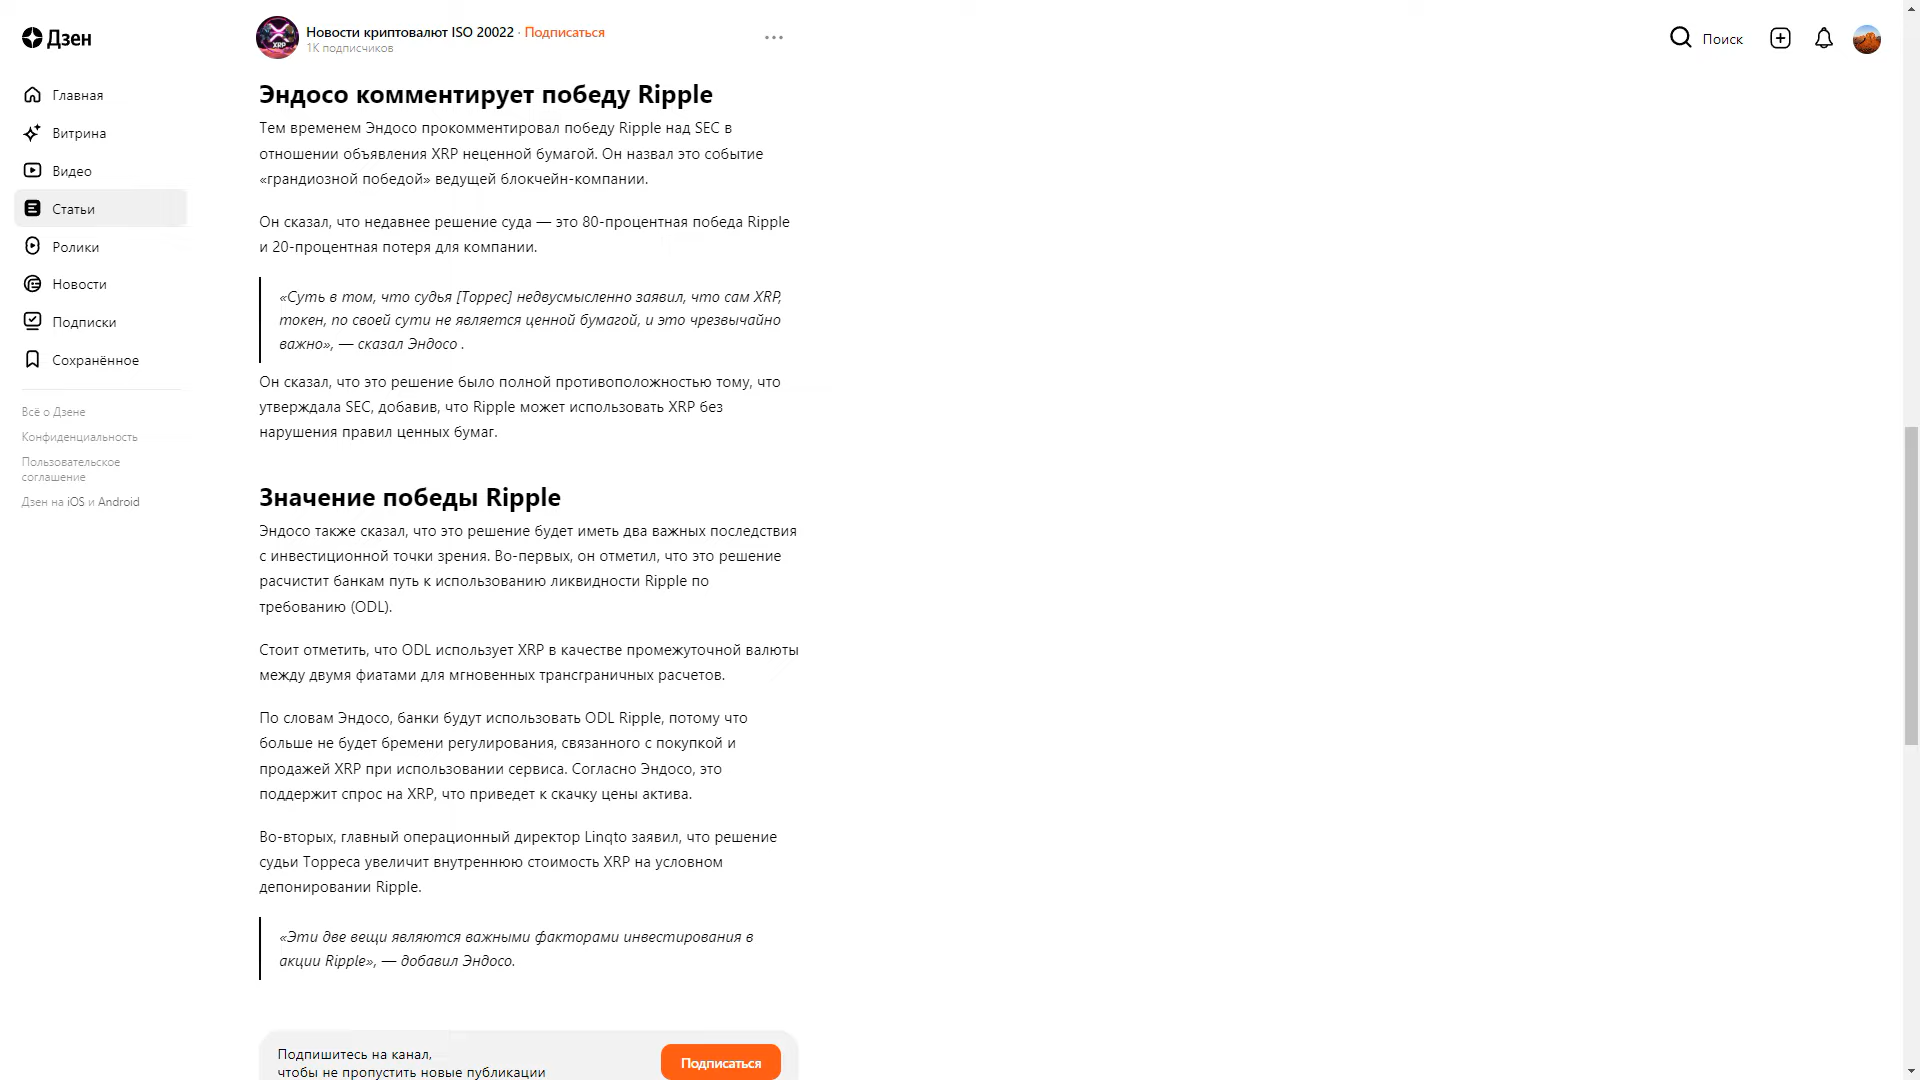 Дзен
Новости криптовалют ISO 20022 · Подписаться
1K подписчиков
Поиск
Главная
Витрина
Видео
Статьи
Ролики
Новости
Подписки
Сохранённое
Всё о Дзене
Конфиденциальность
Пользовательское
соглашение
Дзен на iOS и Android
XRP
Эндосо комментирует победу Ripple
Тем временем Эндосо прокомментировал победу Ripple над SEC в
отношении объявления XRP неценной бумагой. Он назвал это событие
«грандиозной победой» ведущей блокчейн-компании.
Он сказал, что недавнее решение суда — это 80-процентная победа Ripple
и 20-процентная потеря для компании.
«Суть в том, что судья [Торрес] недвусмысленно заявил, что сам XRP,
токен, по своей сути не является ценной бумагой, и это чрезвычайно
важно», — сказал Эндосо .
Он сказал, что это решение было полной противоположностью тому, что
утверждала SEC, добавив, что Ripple может использовать XRP без
нарушения правил ценных бумаг.
Значение победы Ripple
Эндосо также сказал, что это решение будет иметь два важных последствия
с инвестиционной точки зрения. Во-первых, он отметил, что это решение
расчистит банкам путь к использованию ликвидности Ripple по
требованию (ODL).
Стоит отметить, что ODL использует XRP в качестве промежуточной валюты
между двумя фиатами для мгновенных трансграничных расчетов.
По словам Эндосо, банки будут использовать ODL Ripple, потому что
больше не будет бремени регулирования, связанного с покупкой и
продажей XRP при использовании сервиса. Согласно Эндосо, это
поддержит спрос на XRP, что приведет к скачку цены актива.
Во-вторых, главный операционный директор Linqto заявил, что решение
судьи Торреса увеличит внутреннюю стоимость XRP на условном
депонировании Ripple.
«Эти две вещи являются важными факторами инвестирования в
акции Ripple», — добавил Эндосо.
Подпишитесь на канал,
чтобы не пропустить новые публикации
Подписаться